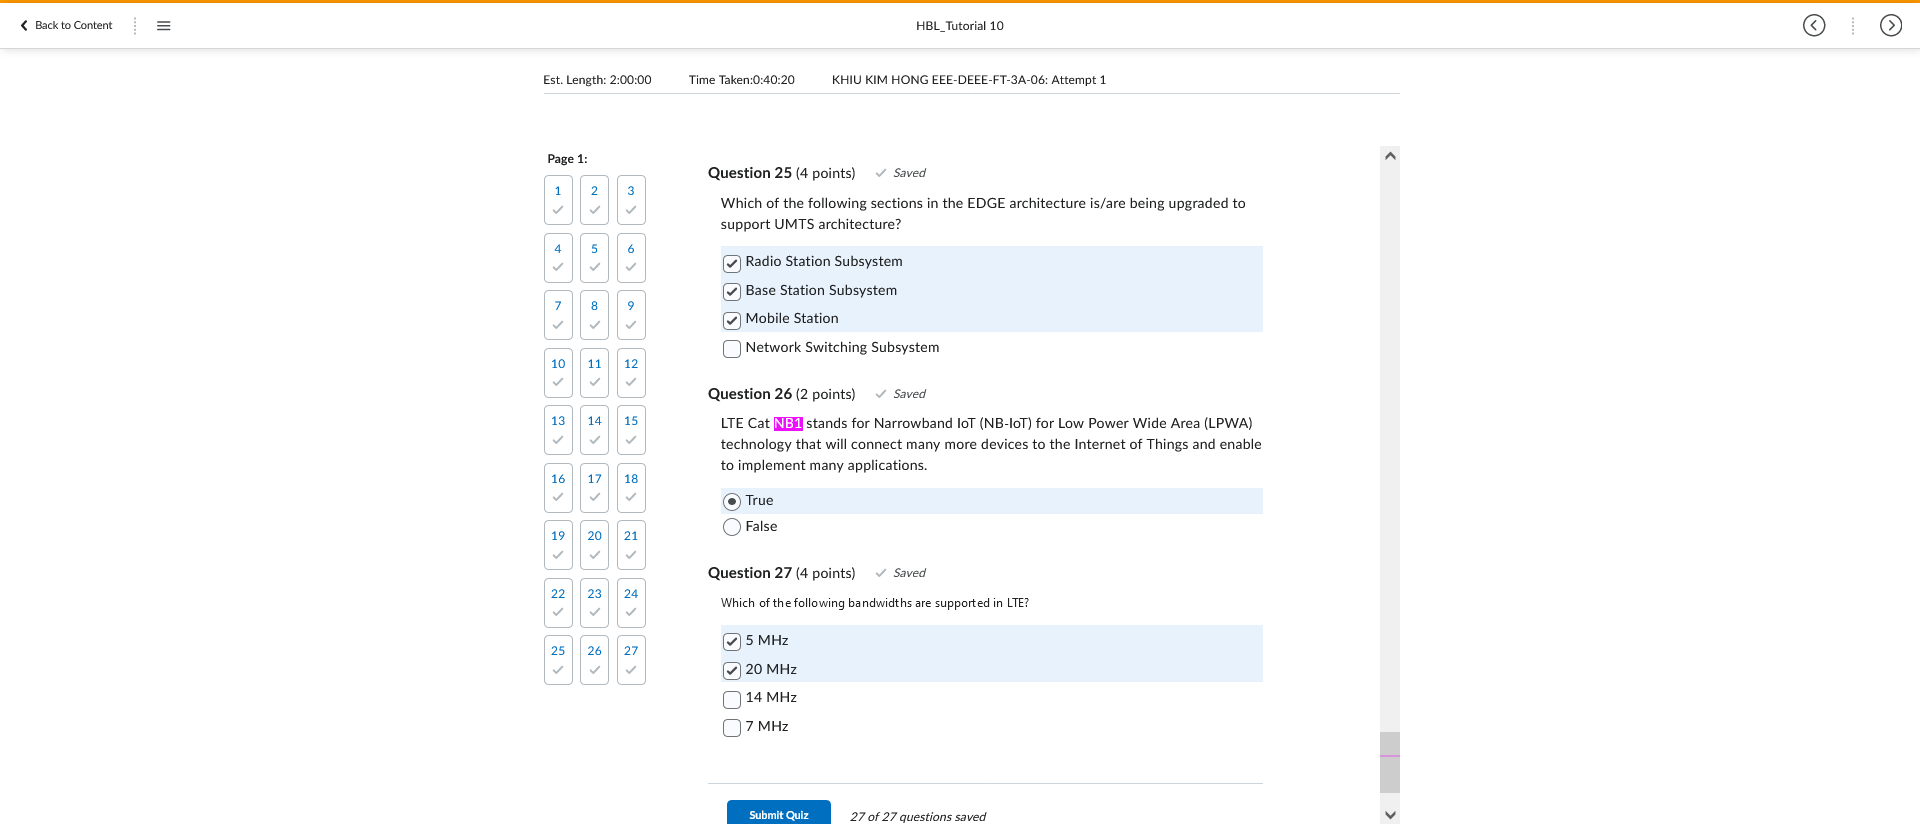 Back to Content
HBL_Tutorial 10
Est. Length: 2:00:00 Time Taken:0:40:20 KHIU KIM HONG EEE-DEEE-FT-3A-06: Attempt 1
Page 1:
1 2 3
4 5 6
7 8 9
10 11 12
13 14 15
16 17 18
19 20 21
22 23 24
25 26 27
Question 25 (4 points) Saved
Which of the following sections in the EDGE architecture is/are being upgraded to
support UMTS architecture?
Radio Station Subsystem
Base Station Subsystem
Mobile Station
Network Switching Subsystem
Question 26 (2 points) Saved
LTE Cat NB1 stands for Narrowband IoT (NB-IoT) for Low Power Wide Area (LPWA)
technology that will connect many more devices to the Internet of Things and enable
to implement many applications.
True
False
Question 27 (4 points) Saved
Which of the following bandwidths are supported in LTE?
5 MHz
20 MHz
14 MHz
7 MHz
Submit Quiz 27 of 27 questions saved